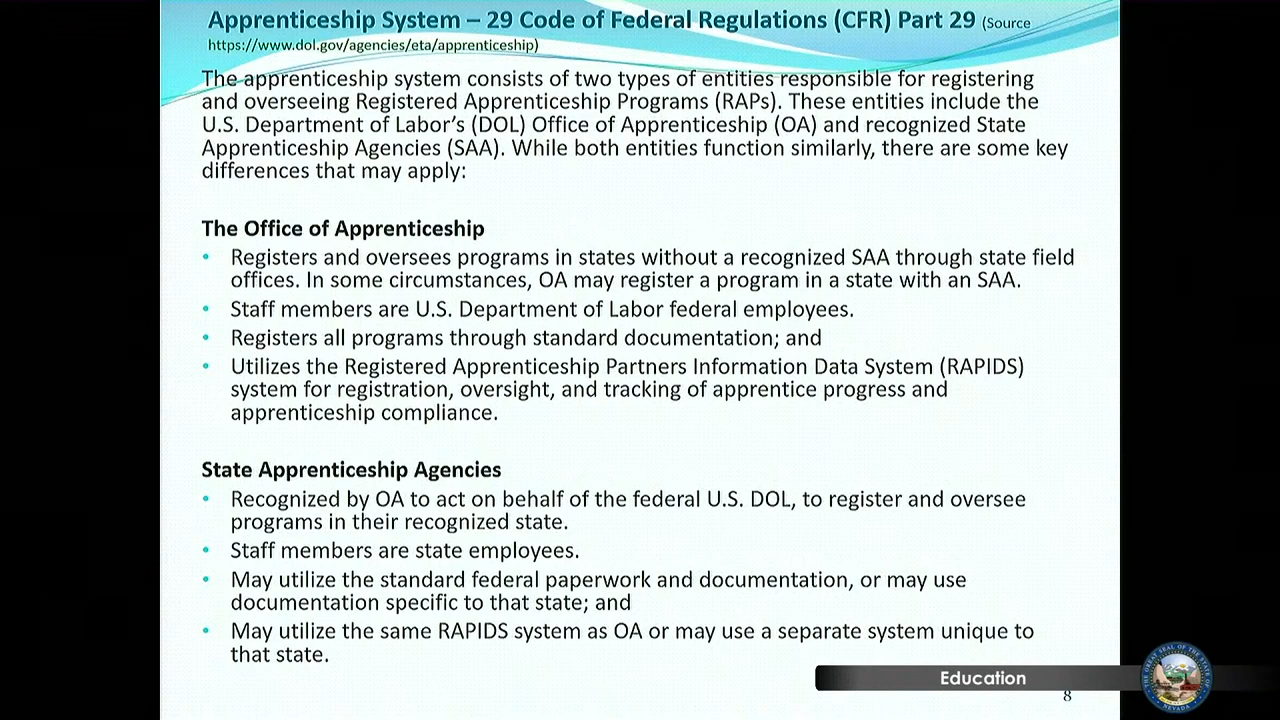 Apprenticeship System – 29 Code of Federal Regulations (CFR) Part 29 (Source
https://www.dol.gov/agencies/eta/apprenticeship)
The apprenticeship system consists of two types of entities responsible for registering
and overseeing Registered Apprenticeship Programs (RAPs). These entities include the
U.S. Department of Labor’s (DOL) Office of Apprenticeship (OA) and recognized State
Apprenticeship Agencies (SAA). While both entities function similarly, there are some key
differences that may apply:
The Office of Apprenticeship
• Registers and oversees programs in states without a recognized SAA through state field
offices. In some circumstances, OA may register a program in a state with an SAA.
• Staff members are U.S. Department of Labor federal employees.
• Registers all programs through standard documentation; and
• Utilizes the Registered Apprenticeship Partners Information Data System (RAPIDS)
system for registration, oversight, and tracking of apprentice progress and
apprenticeship compliance.
State Apprenticeship Agencies
• Recognized by OA to act on behalf of the federal U.S. DOL, to register and oversee
programs in their recognized state.
• Staff members are state employees.
• May utilize the standard federal paperwork and documentation, or may use
documentation specific to that state; and
• May utilize the same RAPIDS system as OA or may use a separate system unique to
that state.
Education
8
THE GREAT SEAL OF THE STATE OF
NEVADA